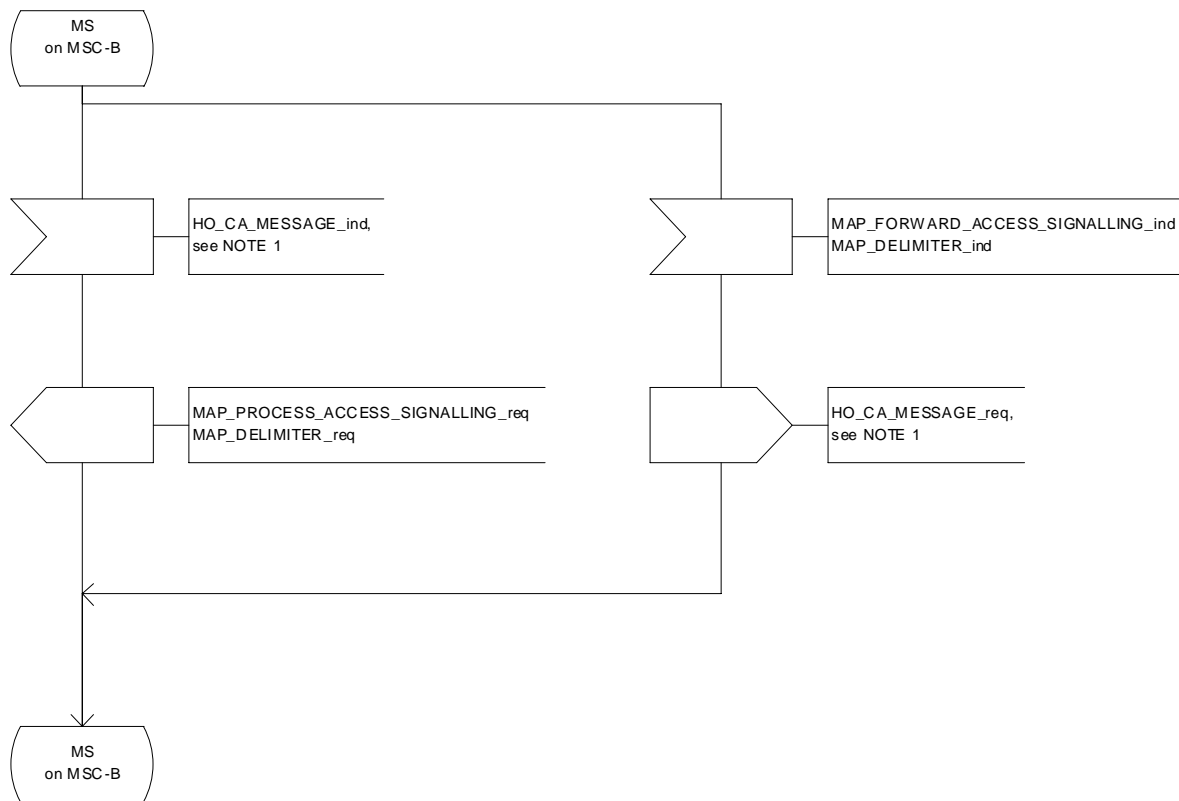 MS
on MSC-B
HO_CA_MESSAGE_ind,
see NOTE 1
MAP_FORWARD_ACCESS_SIGNALLING_ind
MAP_DELIMITER_ind
MAP_PROCESS_ACCESS_SIGNALLING_req
MAP_DELIMITER_req
HO_CA_MESSAGE_req,
see NOTE 1
MS
on MSC-B